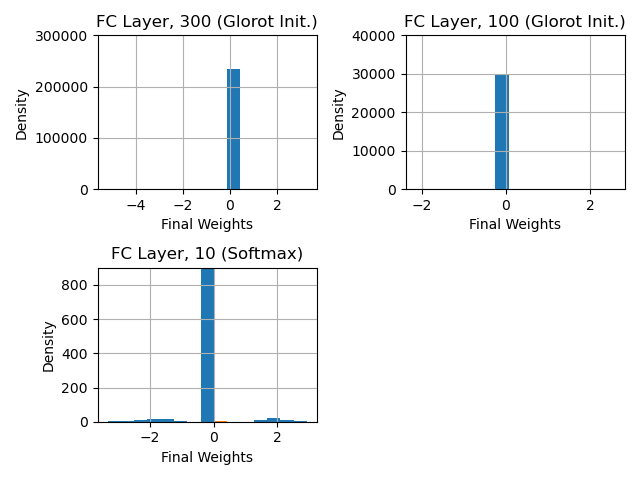 FC Layer, 300 (Glorot Init.)
300000
200000
100000
0
Density
−4 −2 0 2
Final Weights
FC Layer, 100 (Glorot Init.)
40000
30000
20000
10000
0
Density
−2 0 2
Final Weights
FC Layer, 10 (Softmax)
800
600
400
200
0
Density
−2 0 2
Final Weights